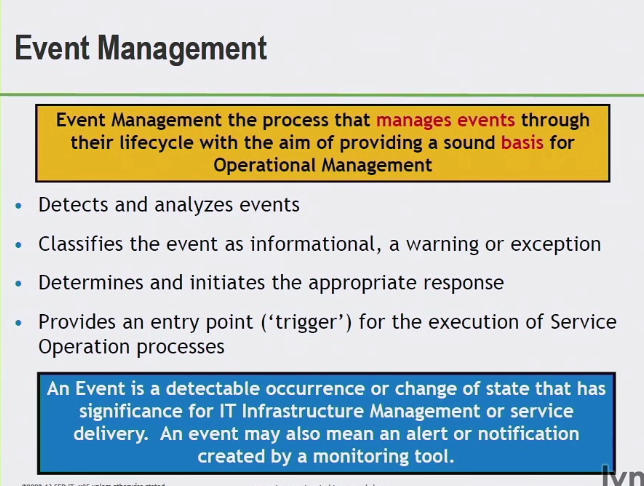 Event Management
Event Management the process that manages events through
their lifecycle with the aim of providing a sound basis for
Operational Management
• Detects and analyzes events
• Classifies the event as informational, a warning or exception
• Determines and initiates the appropriate response
• Provides an entry point (‘trigger’) for the execution of Service
Operation processes
An Event is a detectable occurrence or change of state that has
significance for IT Infrastructure Management or service
delivery. An event may also mean an alert or notification
created by a monitoring tool.